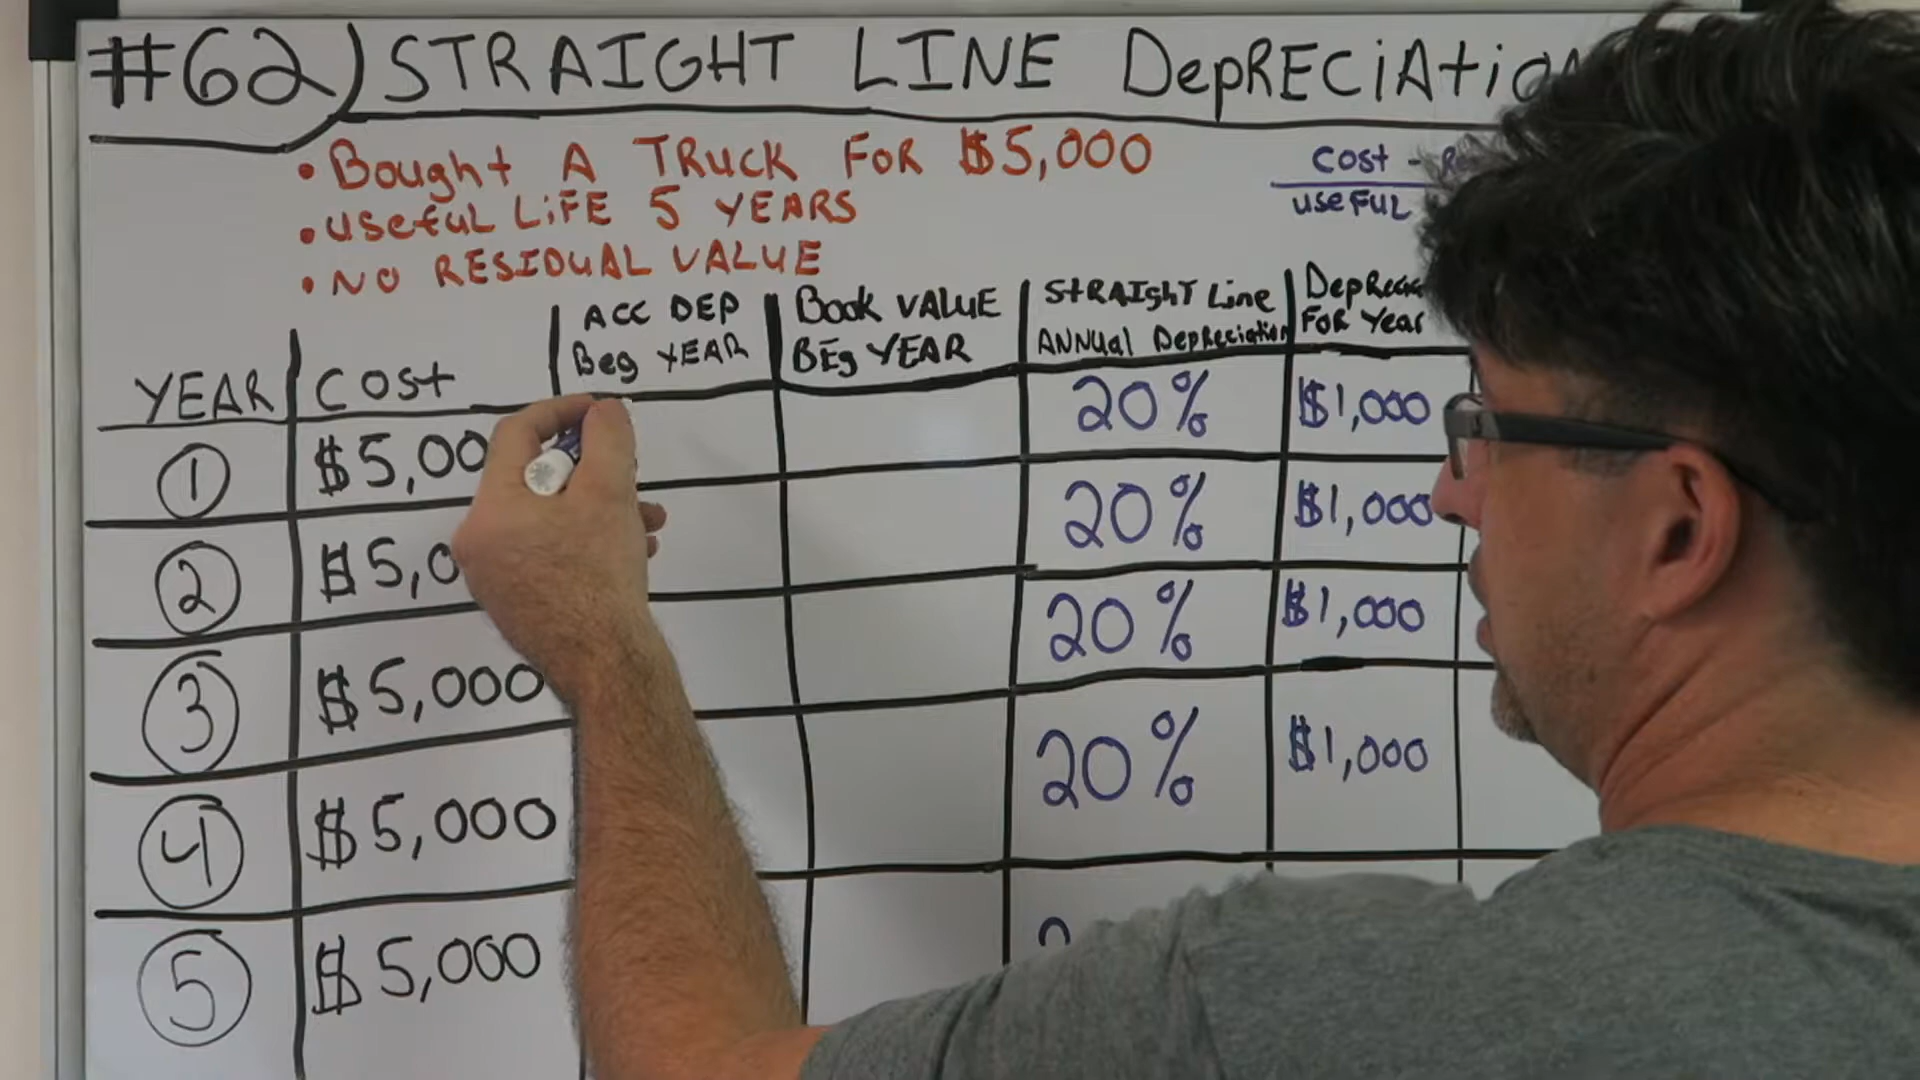 #62) STRAIGHT LINE DepRECiAtion
• Bought A TRUCK FOR $5,000
• useful LiFE 5 YEARS
• NO RESIDUAL VALUE
Cost -
useFUL
YEAR
Cost
ACC DEP
Beg YEAR
Book VALUE
BEg YEAR
StRAIghT Line
ANNUal Depreciation
FOR Year
1 $5,00 20% $1,000
2 $5,0 20% $1,000
3 $5,000 20% $1,000
4 $5,000 20% $1,000
5 $5,000